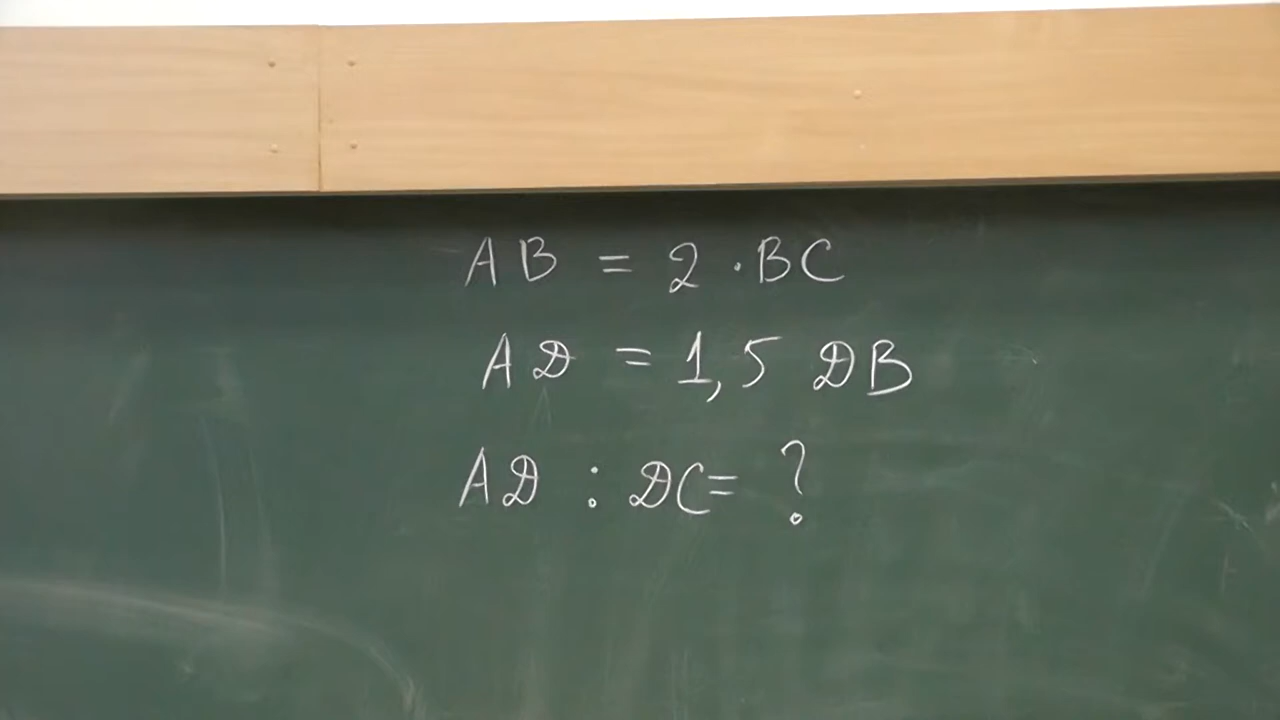 AB = 2 · BC
AD = 1,5 DB
AD : DC = ?